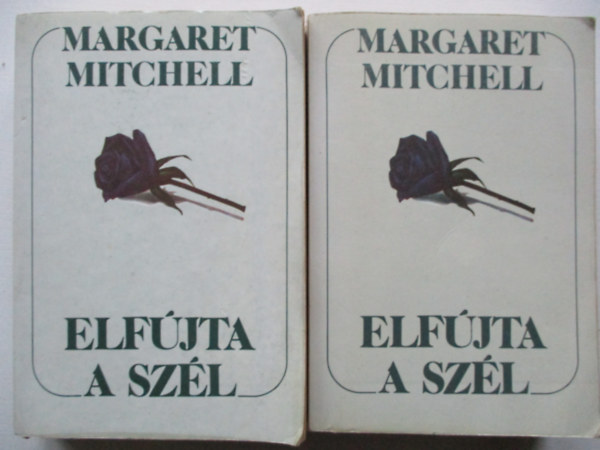 MARGARET
MITCHELL
ELFÚJTA
A SZÉL
MARGARET
MITCHELL
ELFÚJTA
A SZÉL